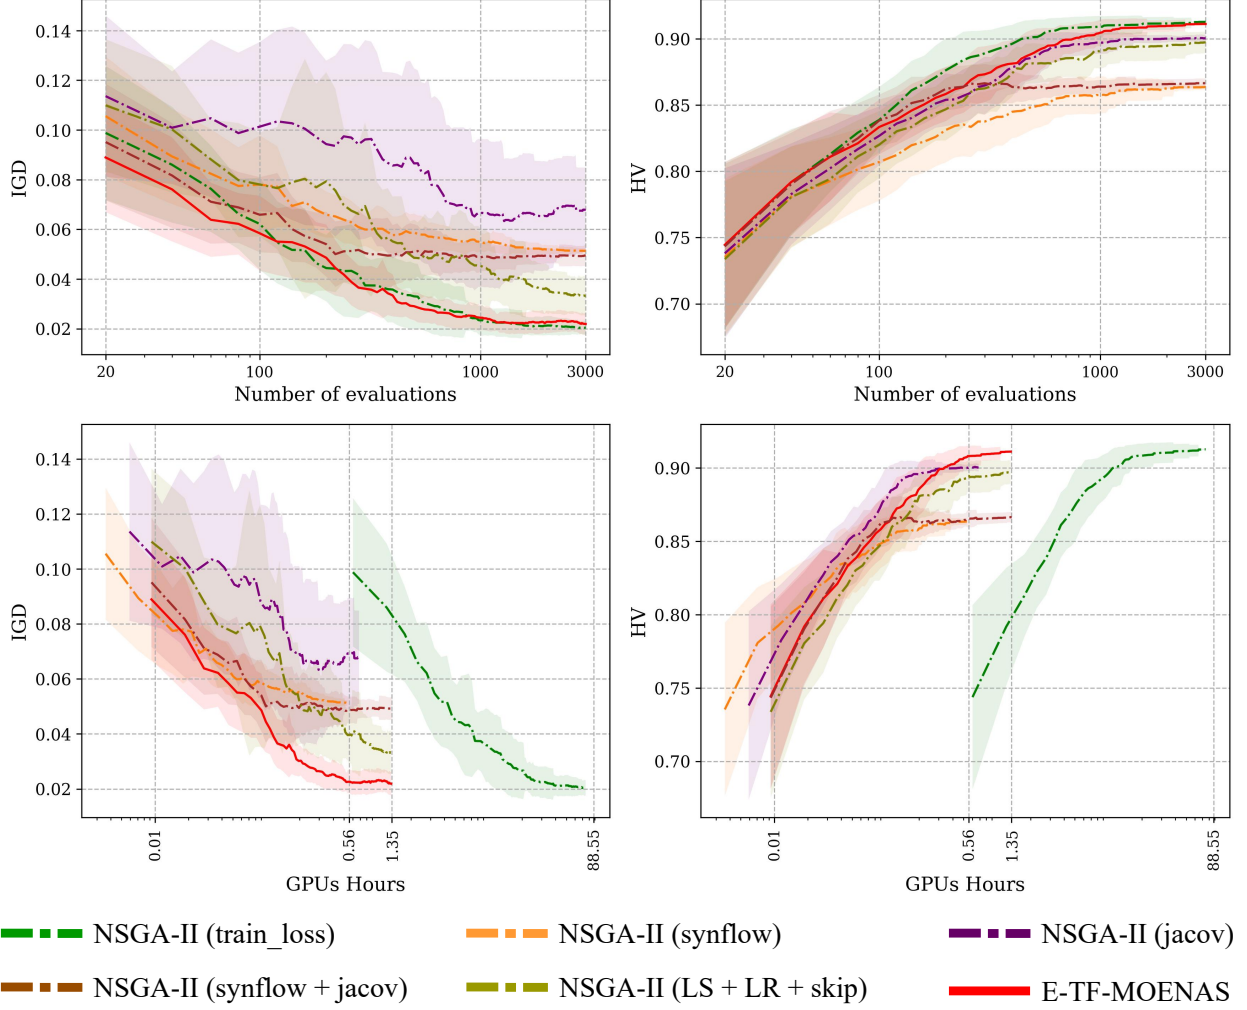 0.14
0.12
0.10
0.08
0.06
0.04
0.02
IGD
20
100
1000
3000
Number of evaluations
0.90
0.85
0.80
0.75
0.70
HV
20
100
1000
3000
Number of evaluations
0.14
0.12
0.10
0.08
0.06
0.04
0.02
IGD
0.01
0.56
1.35
88.55
GPUs Hours
0.90
0.85
0.80
0.75
0.70
HV
0.01
0.56
1.35
88.55
GPUs Hours
NSGA-II (train_loss)
NSGA-II (synflow)
NSGA-II (jacov)
NSGA-II (synflow + jacov)
NSGA-II (LS + LR + skip)
E-TF-MOENAS